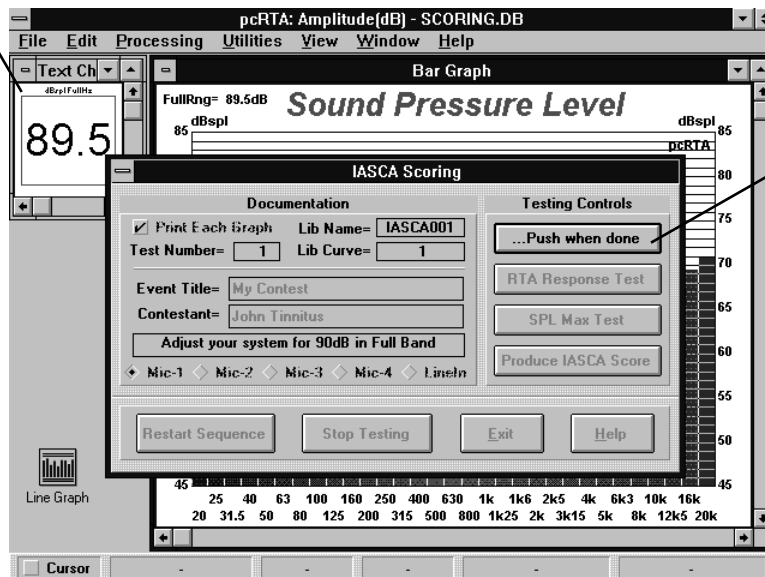 pcRTA: Amplitude(dB) - SCORING.DB
File Edit Processing Utilities View Window Help
Text Ch
dBsplFullHz
89.5
Bar Graph
FullRng= 89.5dB
Sound Pressure Level
dBspl
dBspl
85
85
pcRTA
80
75
70
65
60
55
50
45
45
IASCA Scoring
Documentation
Print Each Graph Lib Name= IASCA001
Test Number= 1 Lib Curve= 1
Event Title= My Contest
Contestant= John Tinnitus
Adjust your system for 90dB in Full Band
Mic-1 Mic-2 Mic-3 Mic-4 LineIn
Testing Controls
...Push when done
RTA Response Test
SPL Max Test
Produce IASCA Score
Restart Sequence Stop Testing Exit Help
Line Graph
25 40 63 100 160 250 400 630 1k 1k6 2k5 4k 6k3 10k 16k
20 31.5 50 80 125 200 315 500 800 1k25 2k 3k15 5k 8k 12k5 20k
Cursor - - - - -